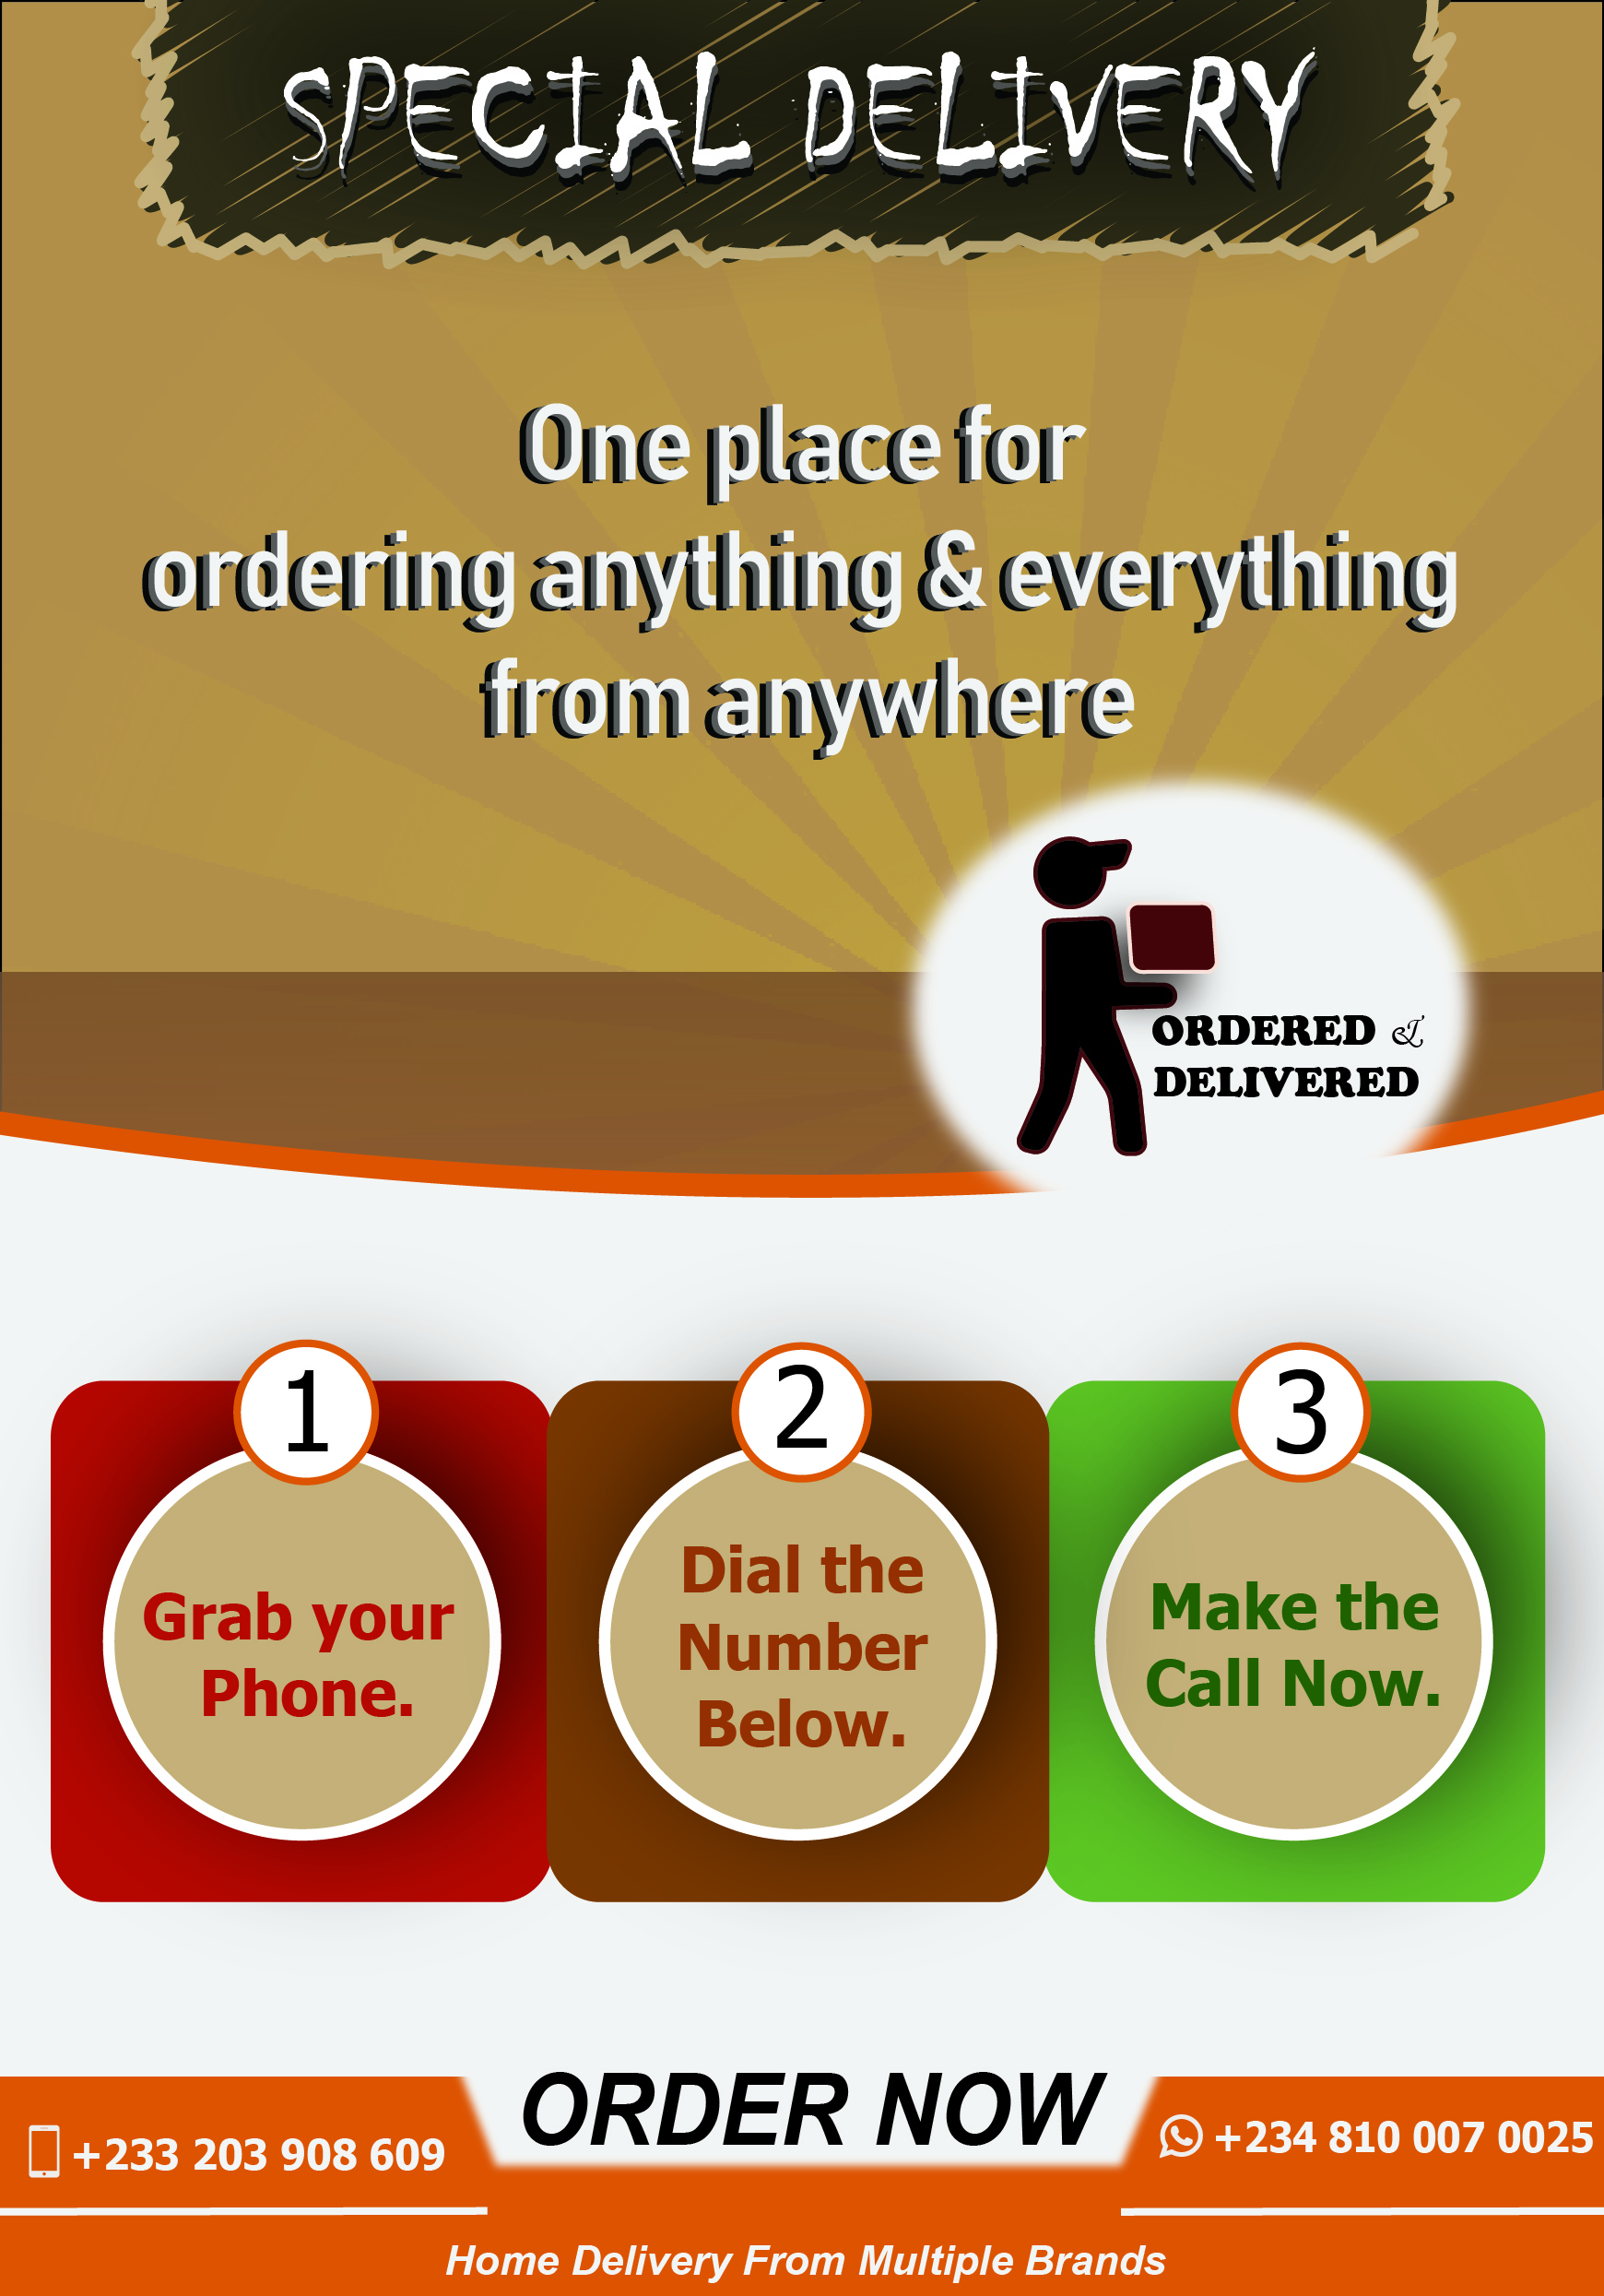 SPECIAL DELIVERY
One place for
ordering anything & everything
from anywhere
ORDERED &
DELIVERED
1
Grab your
Phone.
2
Dial the
Number
Below.
3
Make the
Call Now.
ORDER NOW
+233 203 908 609
+234 810 007 0025
Home Delivery From Multiple Brands